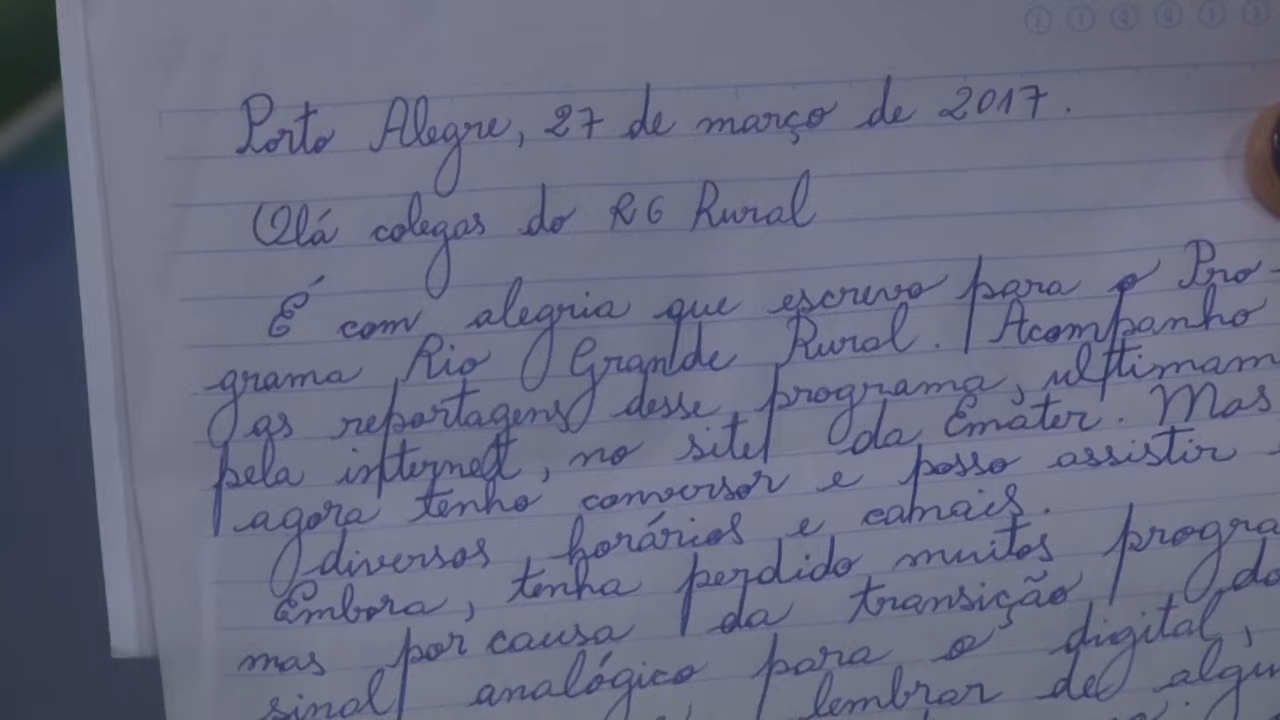 Porto Alegre, 27 de março de 2017.
Olá colegas do RG Rural
É com alegria que escrevo para o Pro-
grama Rio Grande Rural. Acompanho
as reportagens desse programa, ultimam
pela internet, no site da Emater. Mas
agora tenho conversor e posso assistir
diversos horários e canais.
Embora, tenha perdido muitos progra
mas por causa da transição do
sinal analógico para o digital,
lembrar de algu